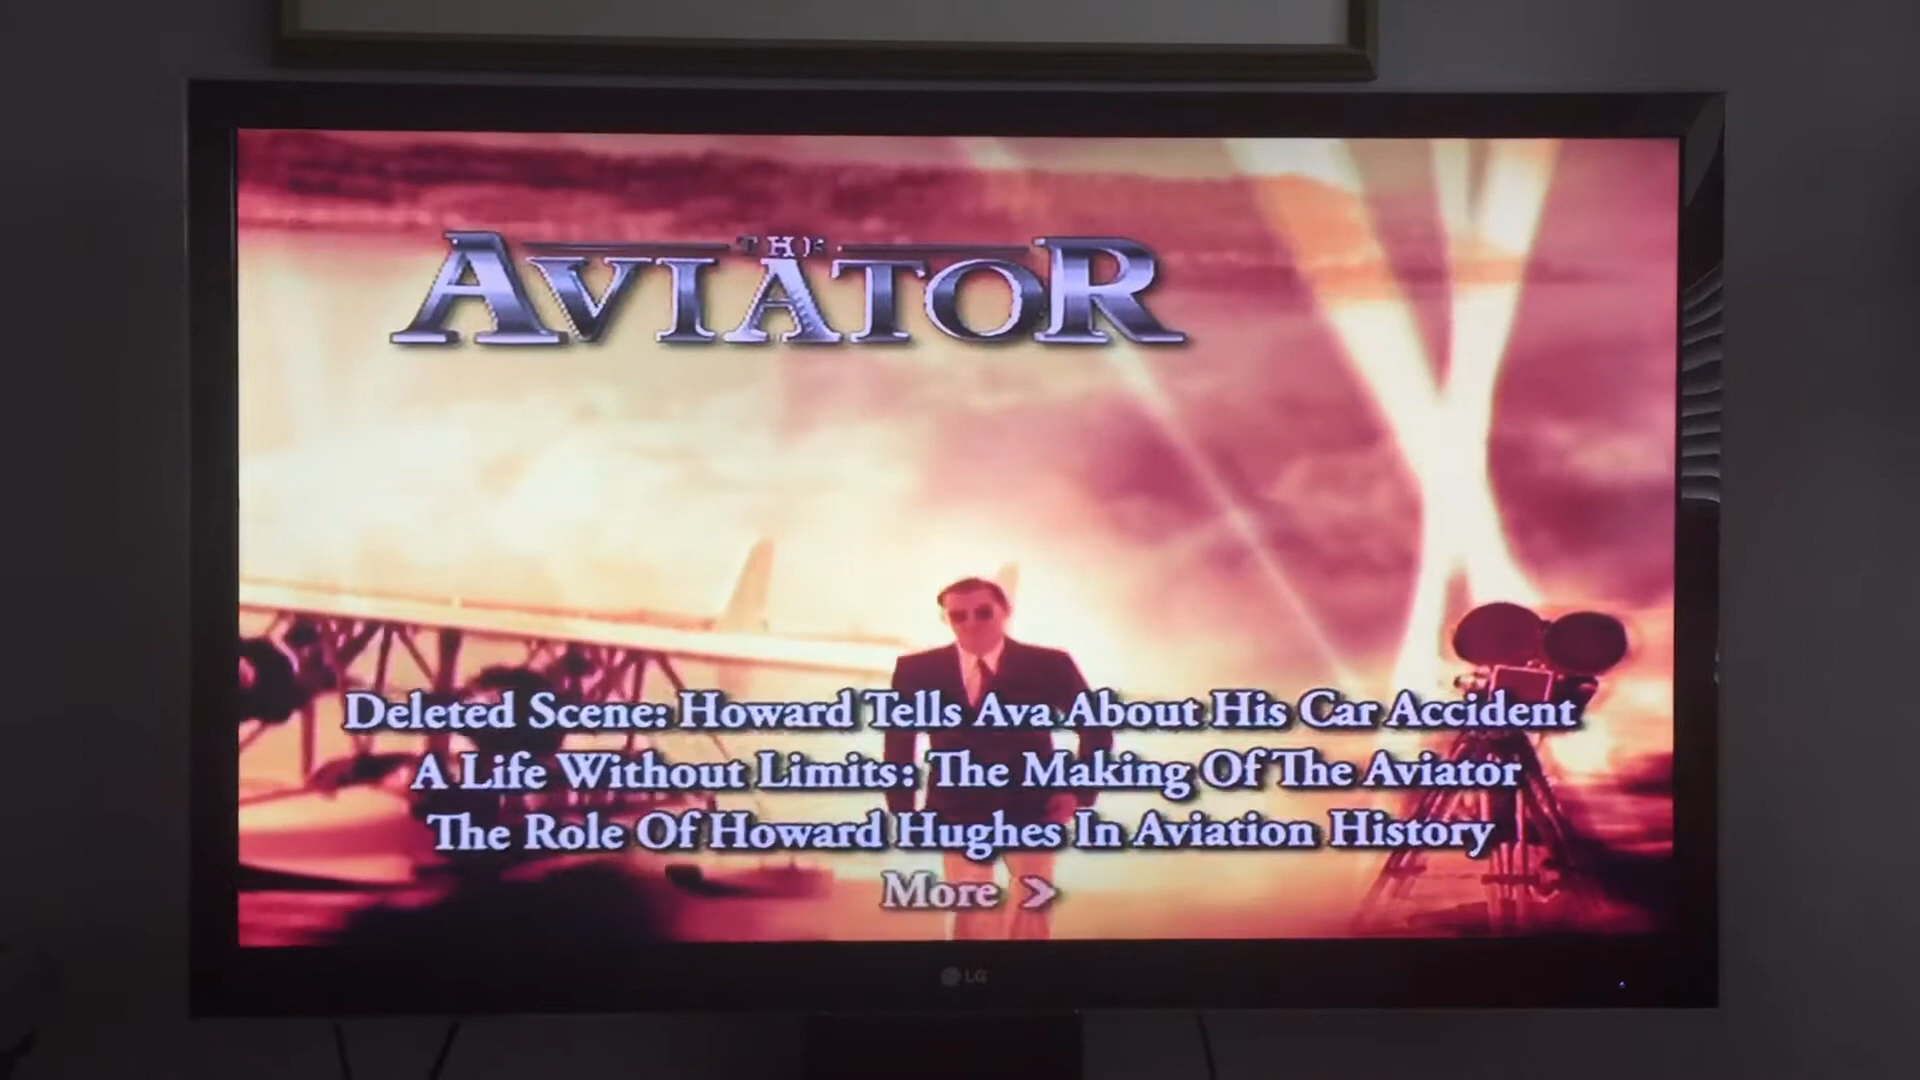 THE
AVIATOR
Deleted Scene: Howard Tells Ava About His Car Accident
A Life Without Limits: The Making Of The Aviator
The Role Of Howard Hughes In Aviation History
More >
LG